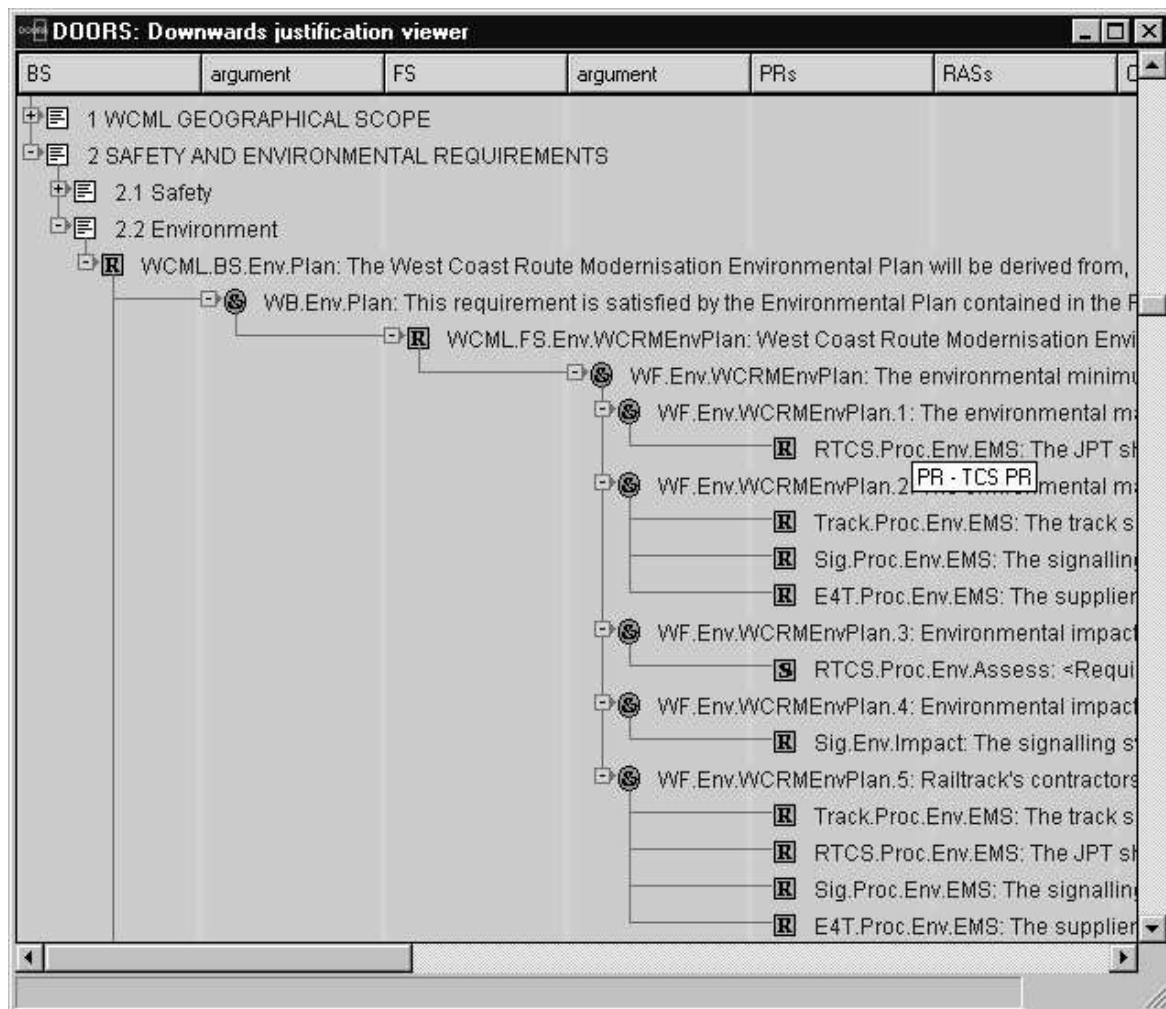 DOORS: Downwards justification viewer
BS argument FS argument PRs RASs
1 WCML GEOGRAPHICAL SCOPE
2 SAFETY AND ENVIRONMENTAL REQUIREMENTS
2.1 Safety
2.2 Environment
R WCML.BS.Env.Plan: The West Coast Route Modernisation Environmental Plan will be derived from,
& WB.Env.Plan: This requirement is satisfied by the Environmental Plan contained in the
R WCML.FS.Env.WCRMEnvPlan: West Coast Route Modernisation Envi
& WF.Env.WCRMEnvPlan: The environmental minimu
& WF.Env.WCRMEnvPlan.1: The environmental ma
R RTCS.Proc.Env.EMS: The JPT sh
PR - TCS PR
& WF.Env.WCRMEnvPlan.2 mental ma
R Track.Proc.Env.EMS: The track s
R Sig.Proc.Env.EMS: The signalling
R E4T.Proc.Env.EMS: The supplier
& WF.Env.WCRMEnvPlan.3: Environmental impact
S RTCS.Proc.Env.Assess: <Requi
& WF.Env.WCRMEnvPlan.4: Environmental impact
R Sig.Env.Impact: The signalling s
& WF.Env.WCRMEnvPlan.5: Railtrack's contractors
R Track.Proc.Env.EMS: The track s
R RTCS.Proc.Env.EMS: The JPT sh
R Sig.Proc.Env.EMS: The signalling
R E4T.Proc.Env.EMS: The supplier